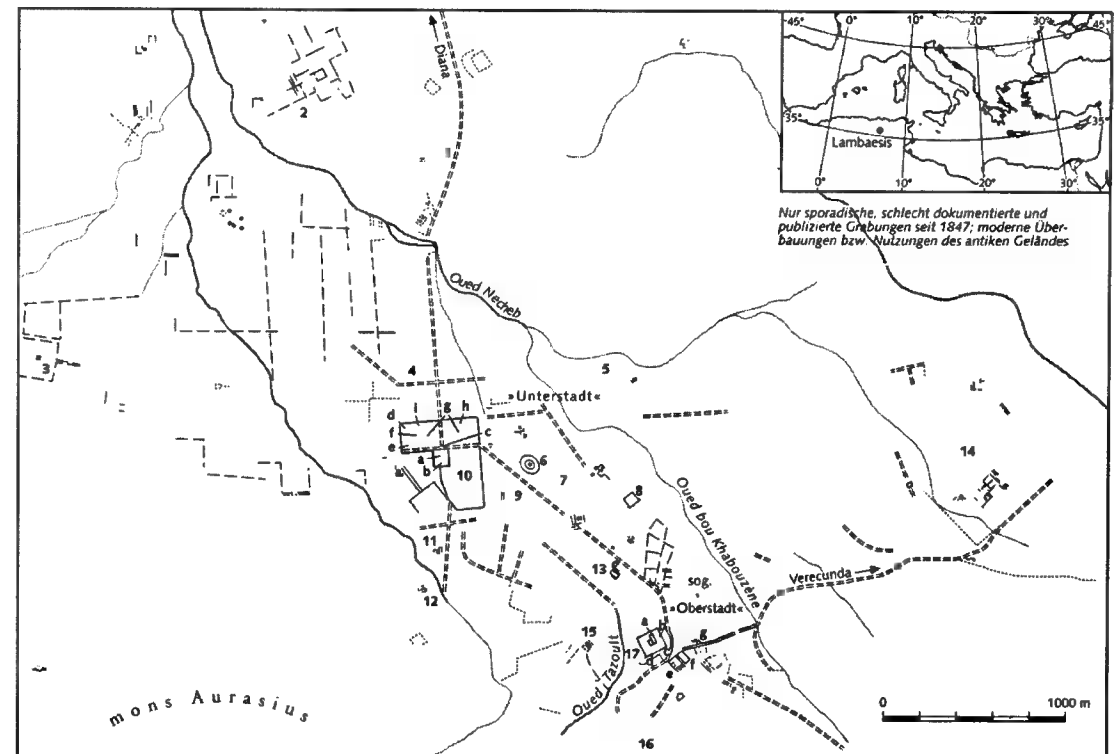 45° 0° 10° 20° 30° 45°
35° 35°
Lambaesis
0° 10° 20° 30°
Nur sporadische, schlecht dokumentierte und
publizierte Grabungen seit 1847; moderne Über-
bauungen bzw. Nutzungen des antiken Geländes
Diana
2
Oued Necheb
3
4
5
»Unterstadt«
d
g h
f
c
e
a
b
10
6
7
8
9
14
Oued bou Khabouzène
11
12
13
sog.
»Oberstadt«
Verecunda
15
a
b
17
g
f
e
Oued Tazoult
mons Aurasius
16
0 1000 m